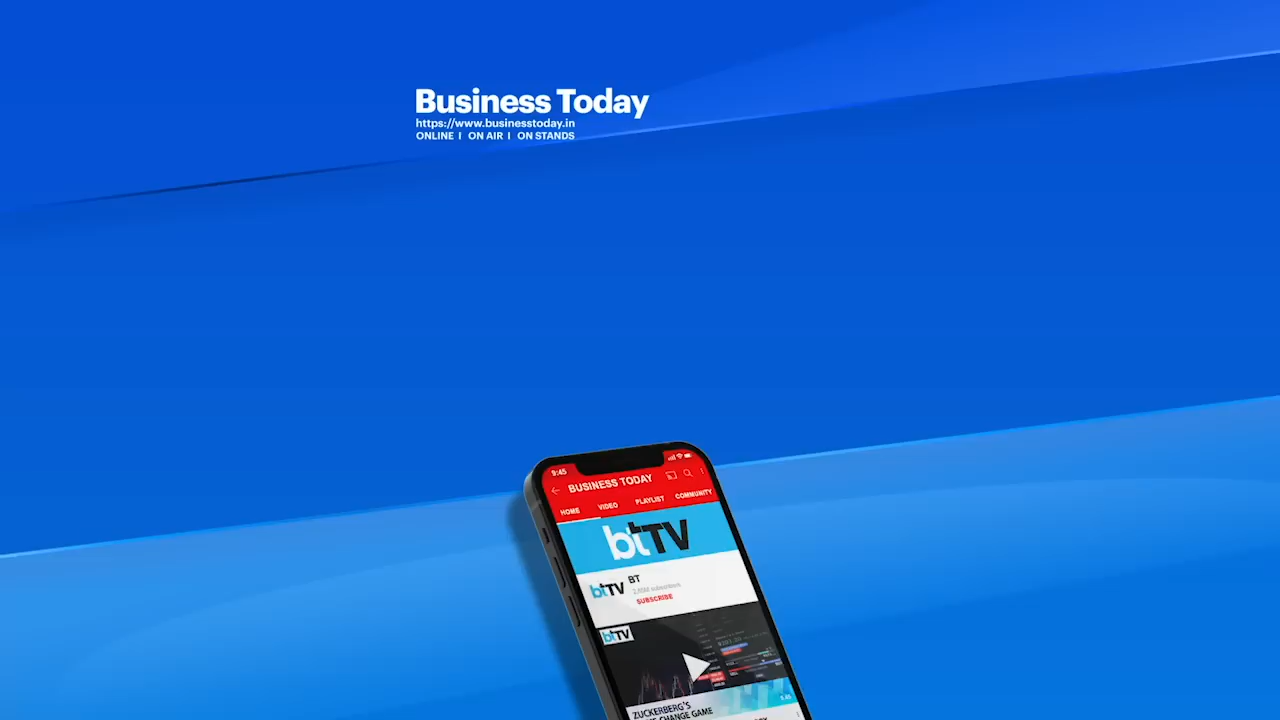 Business Today
https://www.businesstoday.in
ONLINE I ON AIR I ON STANDS
9:45
BUSINESS TODAY
HOME VIDEO PLAYLIST COMMUNITY
btTV
btTV BT
SUBSCRIBE
btTV
ZUCKERBERG'S
CHANGE GAME